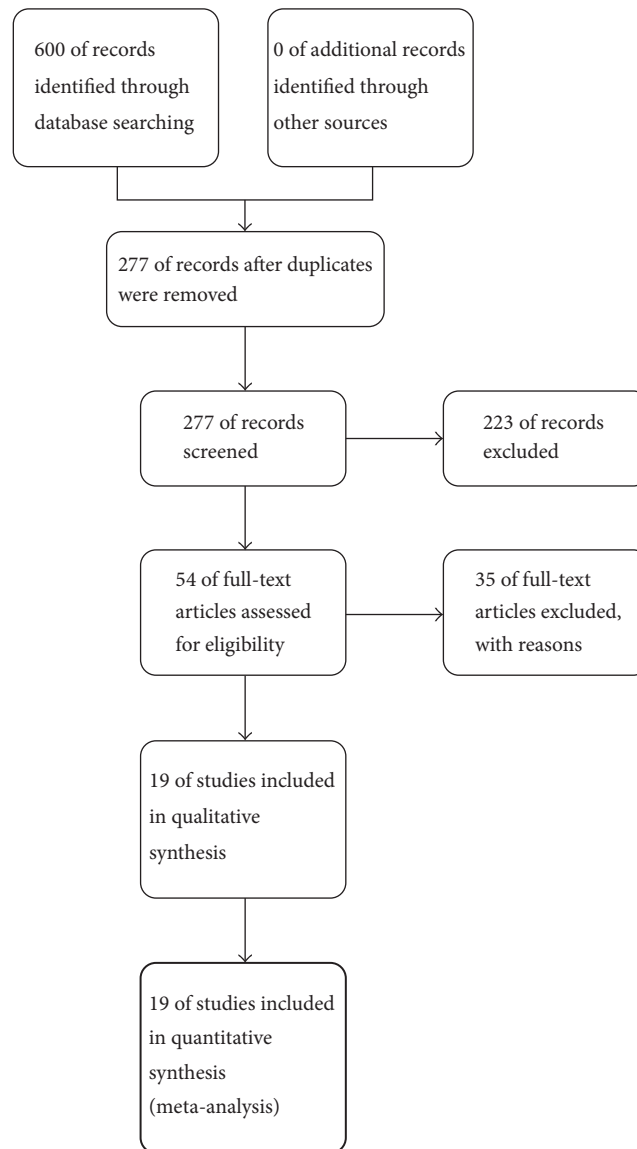 600 of records
identified through
database searching
0 of additional records
identified through
other sources
277 of records after duplicates
were removed
277 of records
screened
223 of records
excluded
54 of full-text
articles assessed
for eligibility
35 of full-text
articles excluded,
with reasons
19 of studies included
in qualitative
synthesis
19 of studies included
in quantitative
synthesis
(meta-analysis)